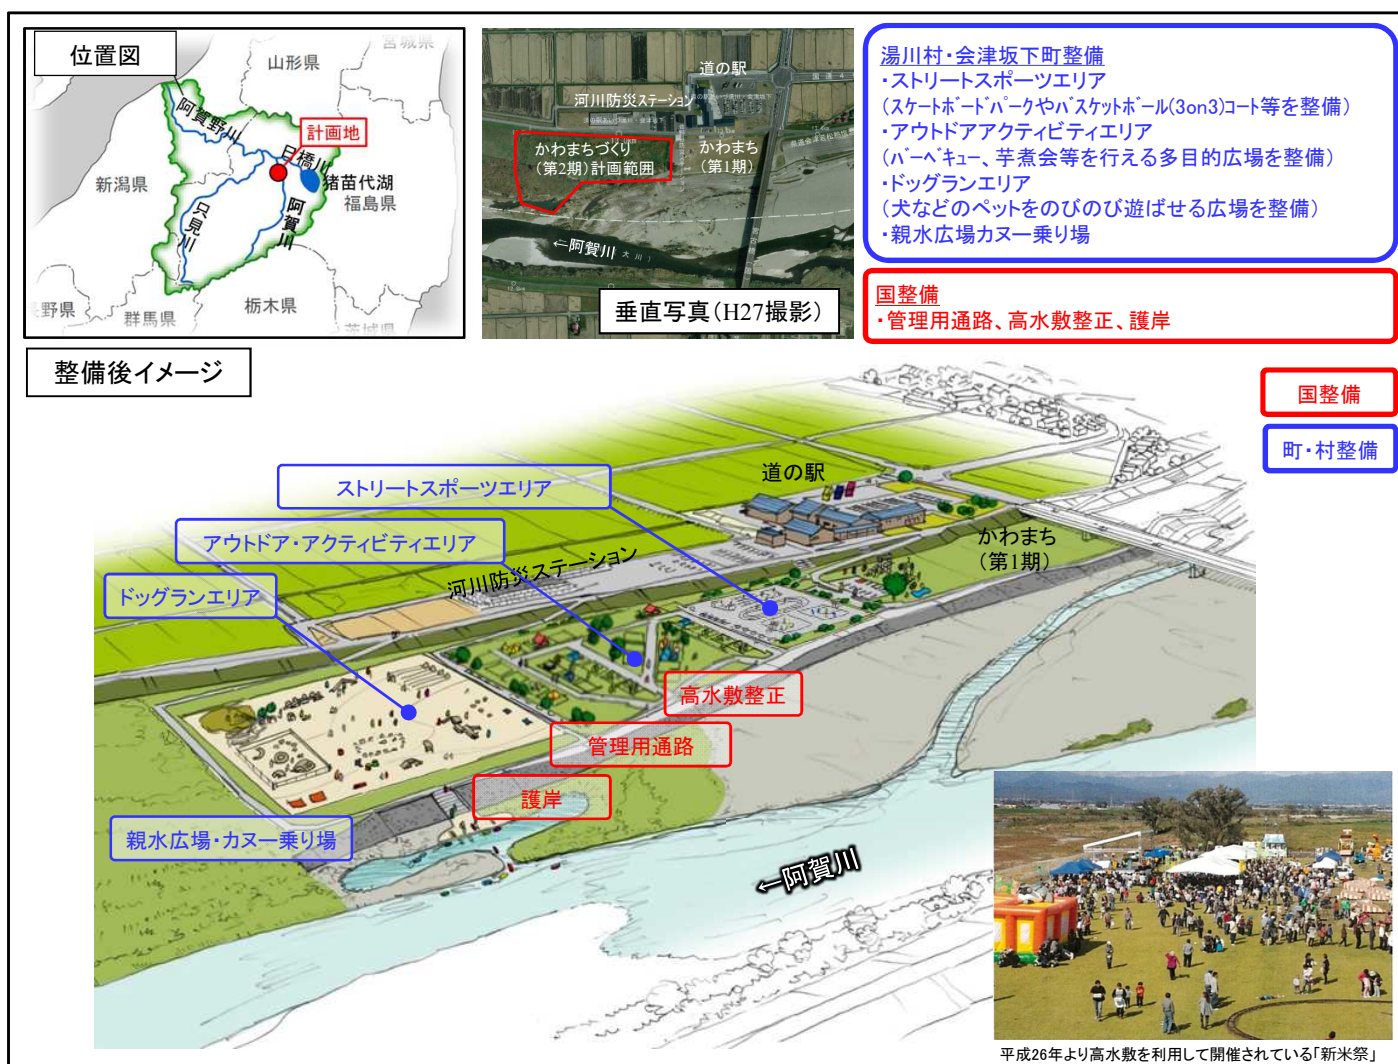 位置図
宮城県
山形県
阿賀野川
計画地
日橋川
猪苗代湖
新潟県
福島県
只見川
阿賀川
栃木県
群馬県
茨城県
道の駅
河川防災ステーション
かわまちづくり
(第2期)計画範囲
かわまち
(第1期)
←阿賀川
大川）
垂直写真(H27撮影)
湯川村・会津坂下町整備
・ストリートスポーツエリア
(スケートボードパークやバスケットボール(3on3)コート等を整備)
・アウトドアアクティビティエリア
(バーベキュー、芋煮会等を行える多目的広場を整備)
・ドッグランエリア
(犬などのペットをのびのび遊ばせる広場を整備)
・親水広場カヌー乗り場
国整備
・管理用通路、高水敷整正、護岸
整備後イメージ
国整備
町・村整備
道の駅
ストリートスポーツエリア
かわまち
(第1期)
アウトドア・アクティビティエリア
河川防災ステーション
ドッグランエリア
高水敷整正
管理用通路
護岸
親水広場・カヌー乗り場
←阿賀川
平成26年より高水敷を利用して開催されている「新米祭」